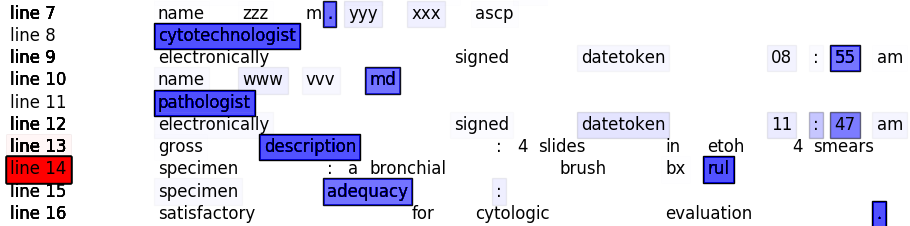 line 7 name zzz m . yyy xxx ascp
line 8 cytotechnologist
line 9 electronically signed datetoken 08 : 55 am
line 10 name www vvv md
line 11 pathologist
line 12 electronically signed datetoken 11 : 47 am
line 13 gross description : 4 slides in etoh 4 smears
line 14 specimen : a bronchial brush bx rul
line 15 specimen adequacy :
line 16 satisfactory for cytologic evaluation .